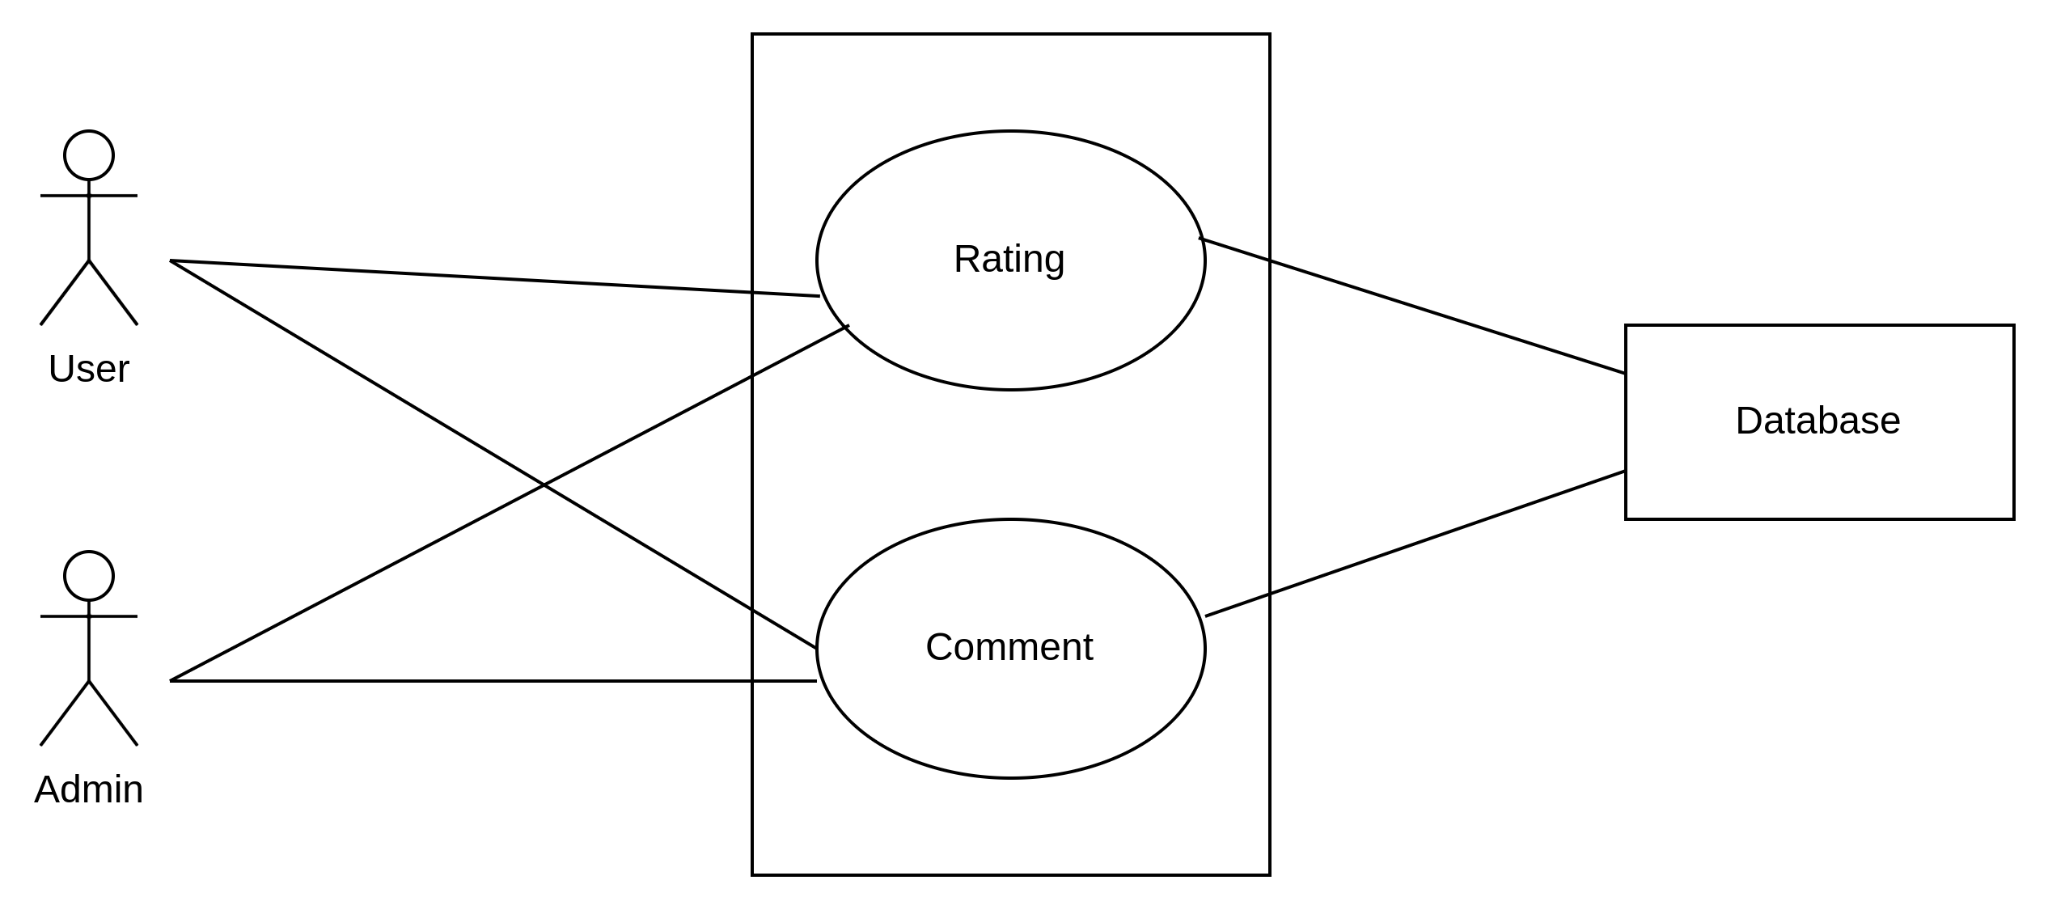 Rating
User
Database
Comment
Admin